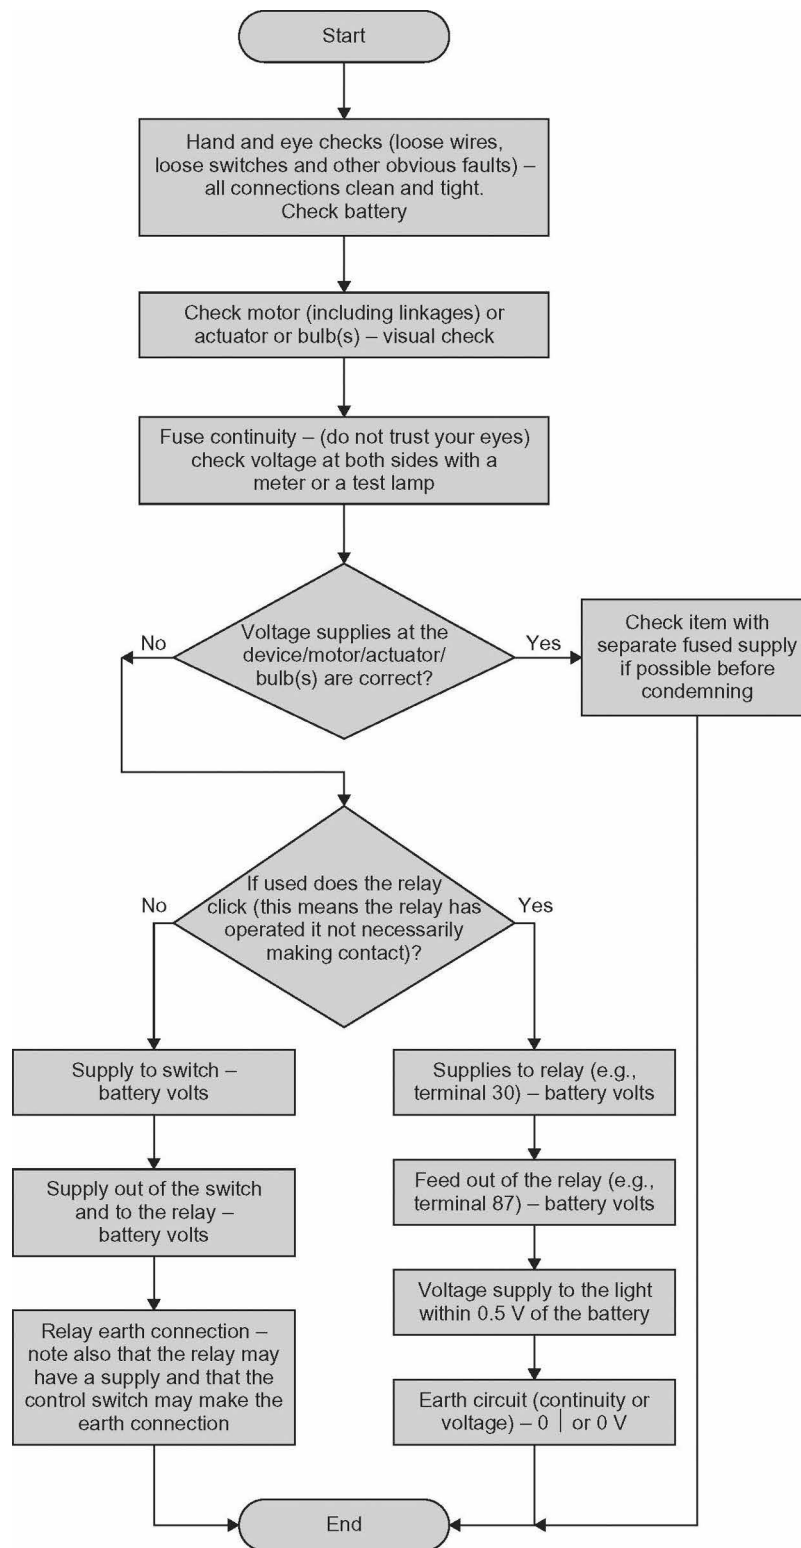 Start
Hand and eye checks (loose wires,
loose switches and other obvious faults) –
all connections clean and tight.
Check battery
Check motor (including linkages) or
actuator or bulb(s) – visual check
Fuse continuity – (do not trust your eyes)
check voltage at both sides with a
meter or a test lamp
No
Voltage supplies at the
device/motor/actuator/
bulb(s) are correct?
Yes
Check item with
separate fused supply
if possible before
condemning
No
If used does the relay
click (this means the relay has
operated it not necessarily
making contact)?
Yes
Supply to switch –
battery volts
Supply out of the switch
and to the relay –
battery volts
Relay earth connection –
note also that the relay may
have a supply and that the
control switch may make the
earth connection
Supplies to relay (e.g.,
terminal 30) – battery volts
Feed out of the relay (e.g.,
terminal 87) – battery volts
Voltage supply to the light
within 0.5 V of the battery
Earth circuit (continuity or
voltage) – 0 | or 0 V
End